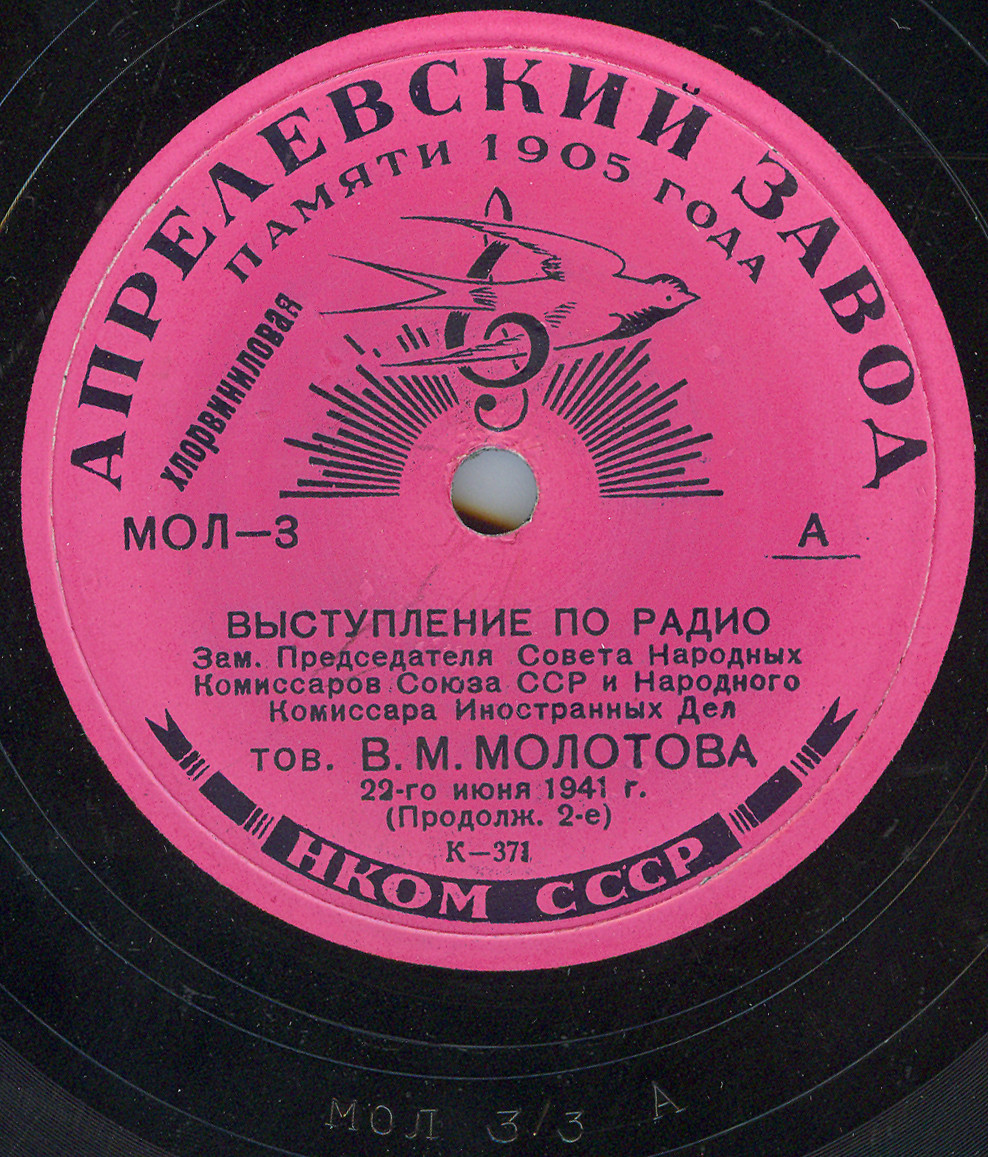 АПРЕЛЕВСКИЙ ЗАВОД
ПАМЯТИ 1905 ГОДА
хлорвиниловая
МОЛ—3
А
ВЫСТУПЛЕНИЕ ПО РАДИО
Зам. Председателя Совета Народных
Комиссаров Союза ССР и Народного
Комиссара Иностранных Дел
тов. В. М. МОЛОТОВА
22-го июня 1941 г.
(Продолж. 2-е)
К—371
НКОМ СССР
МОЛ 3/3 А